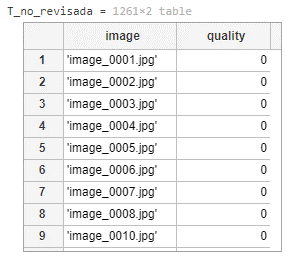 T_no_revisada = 1261×2 table
image quality
1 'image_0001.jpg' 0
2 'image_0002.jpg' 0
3 'image_0003.jpg' 0
4 'image_0004.jpg' 0
5 'image_0005.jpg' 0
6 'image_0006.jpg' 0
7 'image_0007.jpg' 0
8 'image_0008.jpg' 0
9 'image_0010.jpg' 0